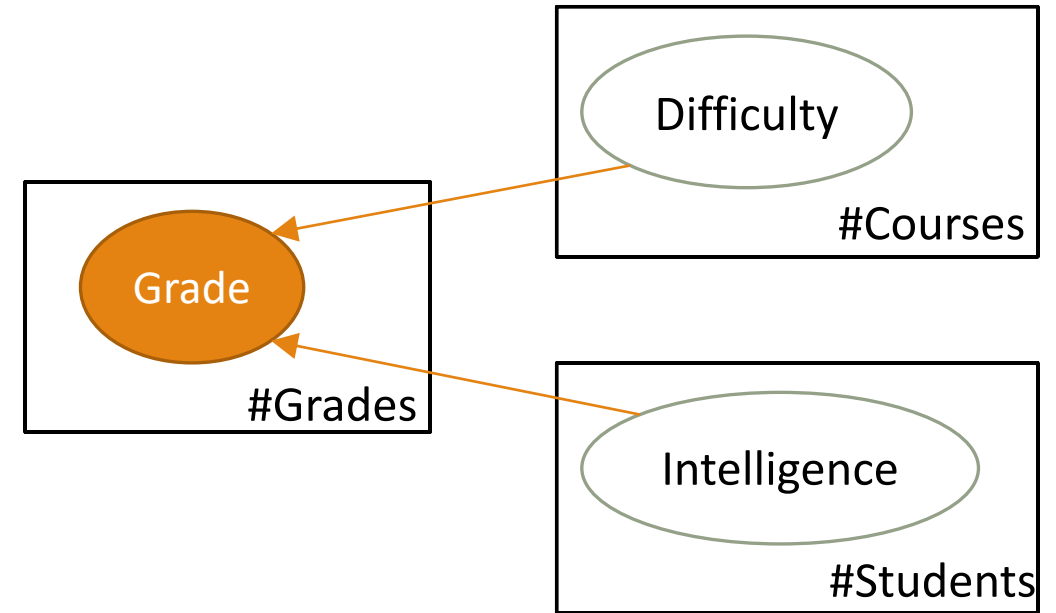 Difficulty
#Courses
Grade
#Grades
Intelligence
#Students